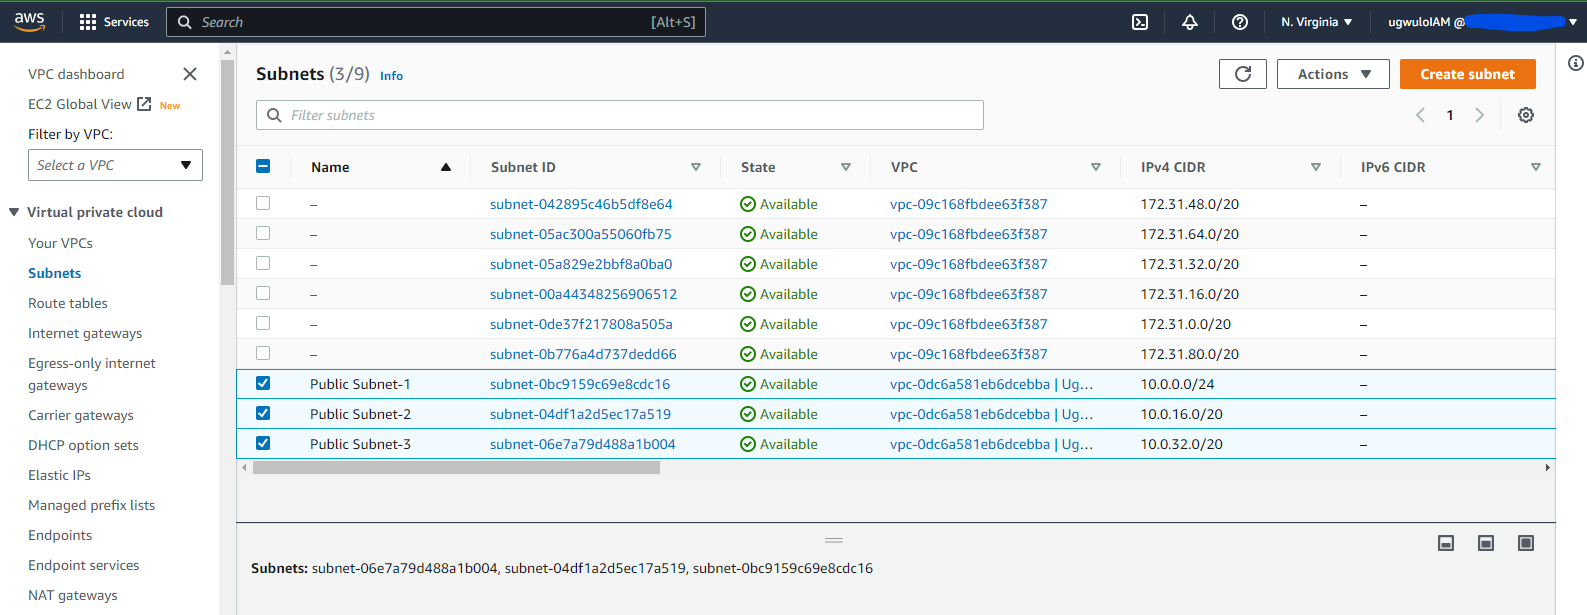 aws Services Search [Alt+S] N. Virginia ugwuloIAM @
VPC dashboard
EC2 Global View New
Filter by VPC:
Select a VPC
Virtual private cloud
Your VPCs
Subnets
Route tables
Internet gateways
Egress-only internet
gateways
Carrier gateways
DHCP option sets
Elastic IPs
Managed prefix lists
Endpoints
Endpoint services
NAT gateways
Subnets (3/9) Info Actions Create subnet
Filter subnets 1
Name Subnet ID State VPC IPv4 CIDR IPv6 CIDR
– subnet-042895c46b5df8e64 Available vpc-09c168fbdee63f387 172.31.48.0/20 –
– subnet-05ac300a55060fb75 Available vpc-09c168fbdee63f387 172.31.64.0/20 –
– subnet-05a829e2bbf8a0ba0 Available vpc-09c168fbdee63f387 172.31.32.0/20 –
– subnet-00a44348256906512 Available vpc-09c168fbdee63f387 172.31.16.0/20 –
– subnet-0de37f217808a505a Available vpc-09c168fbdee63f387 172.31.0.0/20 –
– subnet-0b776a4d737dedd66 Available vpc-09c168fbdee63f387 172.31.80.0/20 –
Public Subnet-1 subnet-0bc9159c69e8cdc16 Available vpc-0dc6a581eb6dcebba | Ug... 10.0.0.0/24 –
Public Subnet-2 subnet-04df1a2d5ec17a519 Available vpc-0dc6a581eb6dcebba | Ug... 10.0.16.0/20 –
Public Subnet-3 subnet-06e7a79d488a1b004 Available vpc-0dc6a581eb6dcebba | Ug... 10.0.32.0/20 –
Subnets: subnet-06e7a79d488a1b004, subnet-04df1a2d5ec17a519, subnet-0bc9159c69e8cdc16